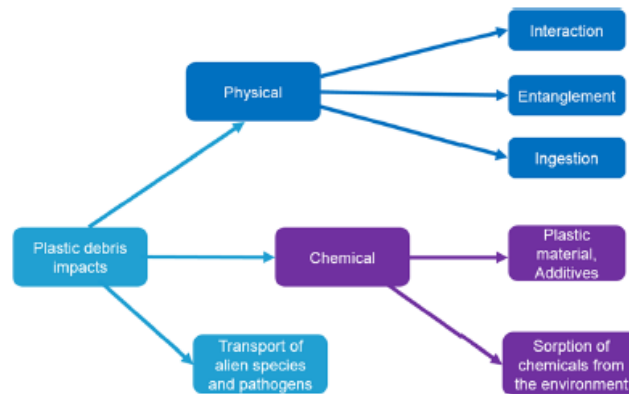 Interaction
Physical
Entanglement
Ingestion
Plastic debris
impacts
Chemical
Plastic
material,
Additives
Transport of
alien species
and pathogens
Sorption of
chemicals from
the environment